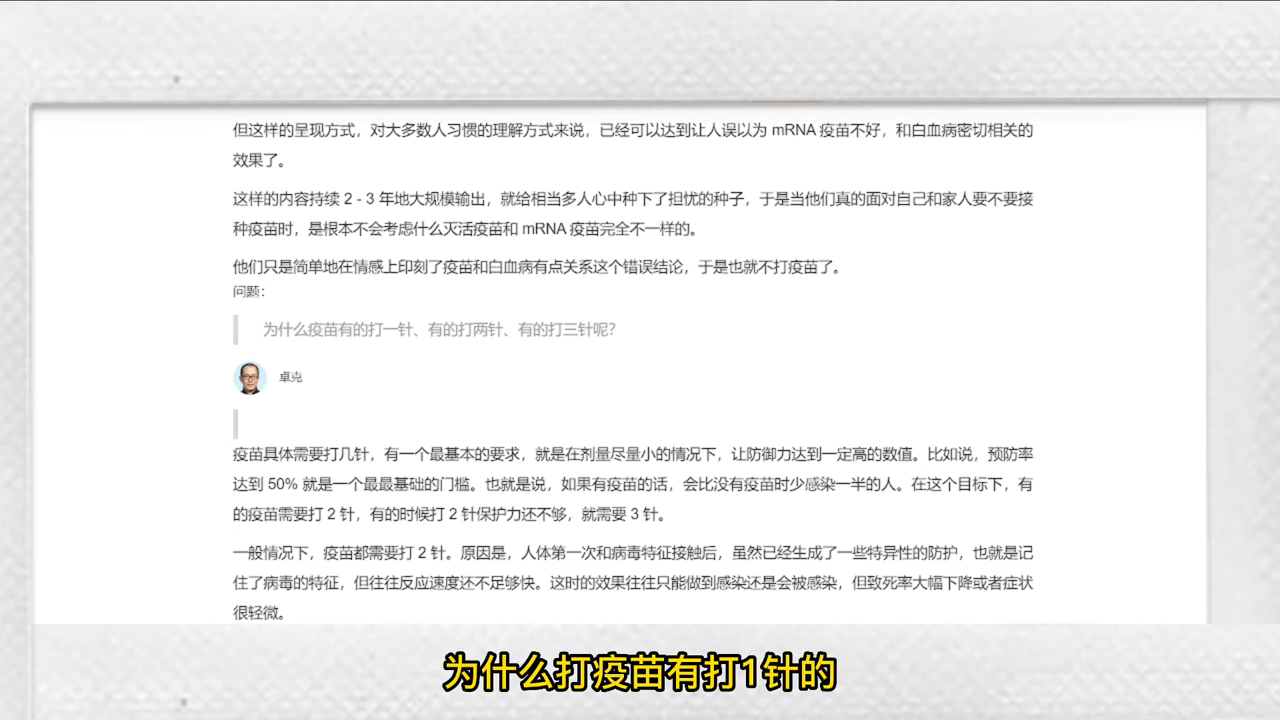 但这样的呈现方式，对大多数人习惯的理解方式来说，已经可以达到让人误以为 mRNA 疫苗不好，和白血病密切相关的
效果了。
这样的内容持续 2 - 3 年地大规模输出，就给相当多人心中种下了担忧的种子，于是当他们真的面对自己和家人要不要接
种疫苗时，是根本不会考虑什么灭活疫苗和 mRNA 疫苗完全不一样的。
他们只是简单地在情感上印刻了疫苗和白血病有点关系这个错误结论，于是也就不打疫苗了。
问题：
为什么疫苗有的打一针、有的打两针、有的打三针呢？
卓克
疫苗具体需要打几针，有一个最基本的要求，就是在剂量尽量小的情况下，让防御力达到一定高的数值。比如说，预防率
达到 50% 就是一个最最基础的门槛。也就是说，如果有疫苗的话，会比没有疫苗时少感染一半的人。在这个目标下，有
的疫苗需要打 2 针，有的时候打 2 针保护力还不够，就需要 3 针。
一般情况下，疫苗都需要打 2 针。原因是，人体第一次和病毒特征接触后，虽然已经生成了一些特异性的防护，也就是记
住了病毒的特征，但往往反应速度还不足够快。这时的效果往往只能做到感染还是会被感染，但致死率大幅下降或者症状
很轻微。
为什么打疫苗有打1针的